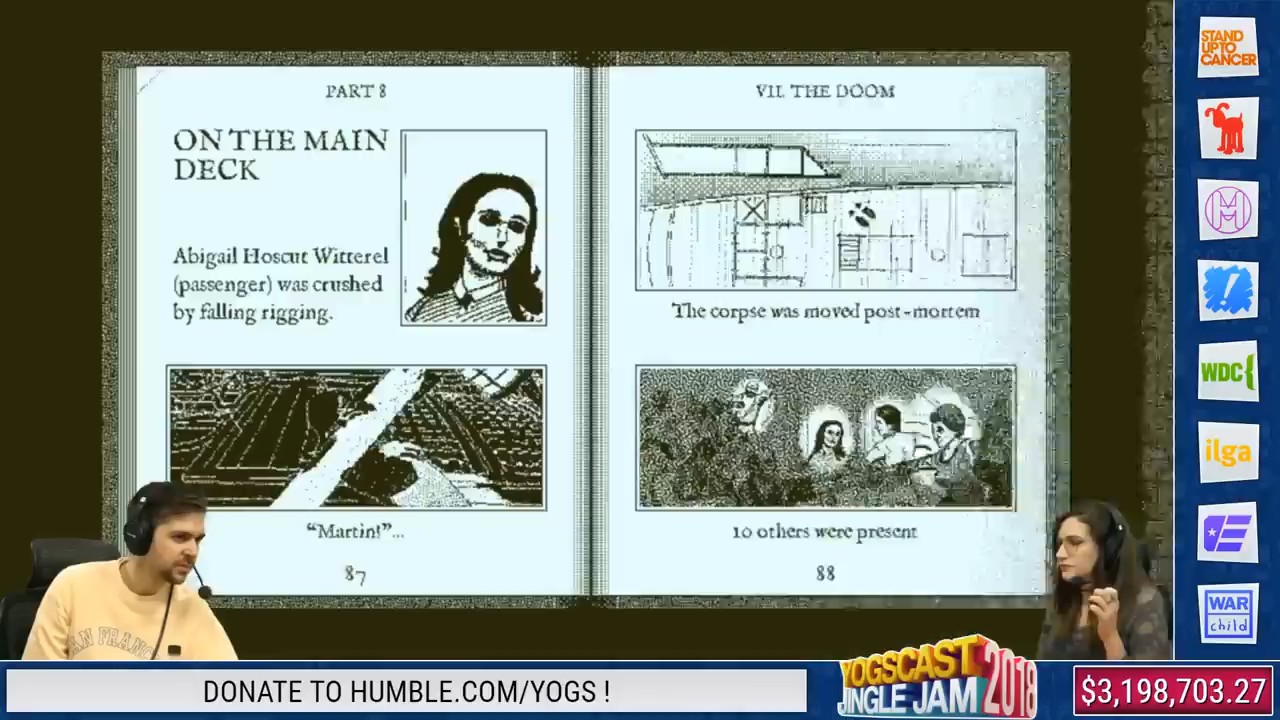 PART 8
ON THE MAIN
DECK
Abigail Hoscut Witterel
(passenger) was crushed
by falling rigging.
"Martin!"...
87
VII. THE DOOM
The corpse was moved post-mortem
10 others were present
88
STAND
UP TO
CANCER
WDC
ilga
WAR
child
SAN FRANC
DONATE TO HUMBLE.COM/YOGS !
YOGSCAST
JINGLE JAM 2018
$3,198,703.27